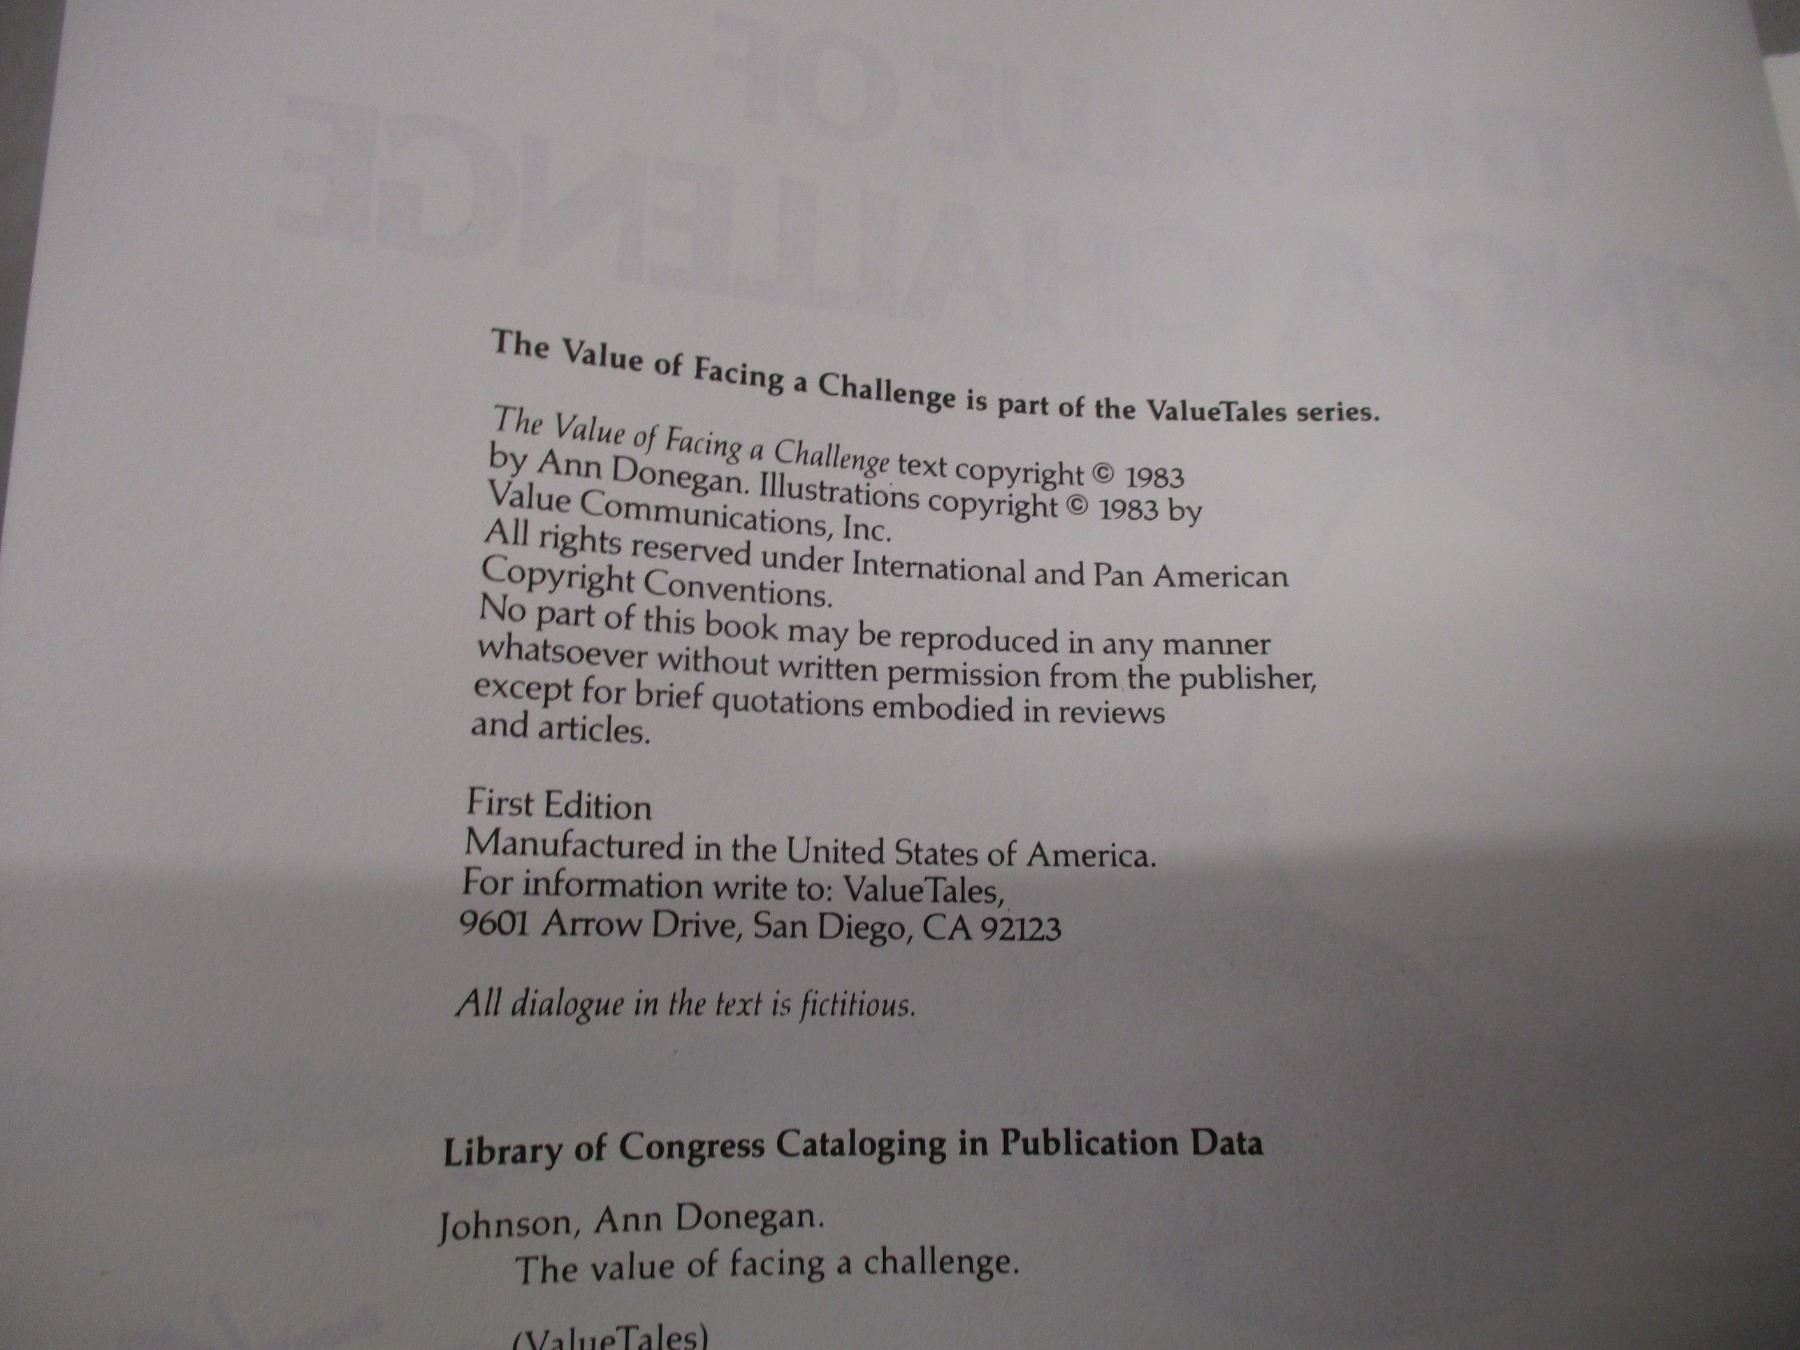 The Value of Facing a Challenge is part of the ValueTales series.
The Value of Facing a Challenge text copyright © 1983
by Ann Donegan. Illustrations copyright © 1983 by
Value Communications, Inc.
All rights reserved under International and Pan American
Copyright Conventions.
No part of this book may be reproduced in any manner
whatsoever without written permission from the publisher,
except for brief quotations embodied in reviews
and articles.
First Edition
Manufactured in the United States of America.
For information write to: ValueTales,
9601 Arrow Drive, San Diego, CA 92123
All dialogue in the text is fictitious.
Library of Congress Cataloging in Publication Data
Johnson, Ann Donegan.
The value of facing a challenge.
(ValueTales)